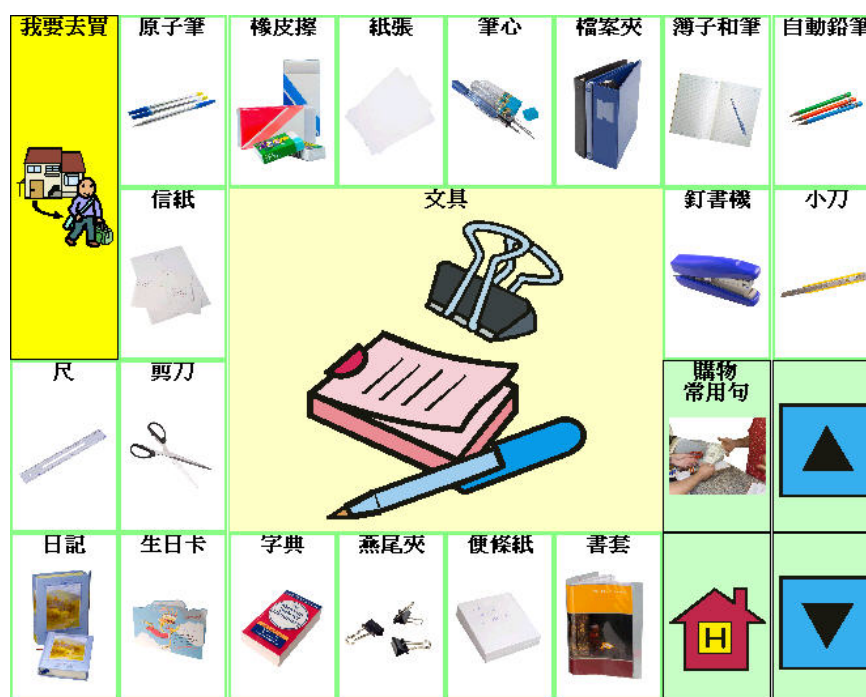 我要去買
原子筆
橡皮擦
紙張
筆心
檔案夾
簿子和筆
自動鉛筆
信紙
文具
釘書機
小刀
尺
剪刀
購物
常用句
日記
生日卡
字典
燕尾夾
便條紙
書套
H